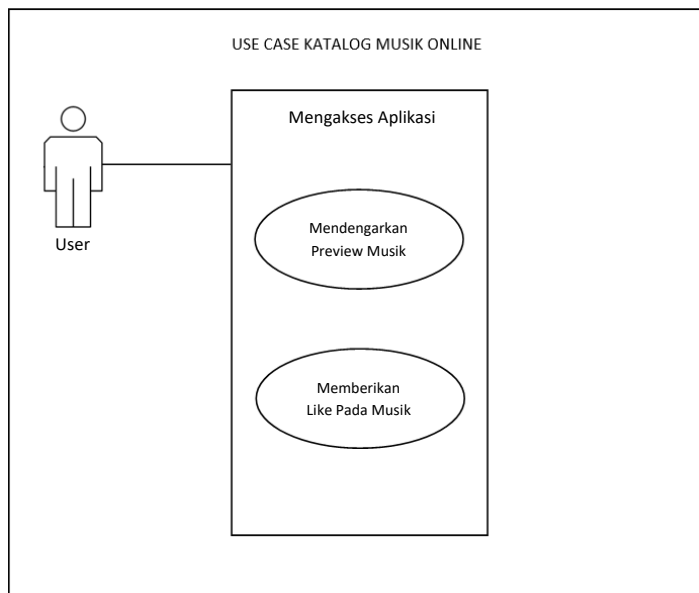 USE CASE KATALOG MUSIK ONLINE
Mengakses Aplikasi
User
Mendengarkan
Preview Musik
Memberikan
Like Pada Musik